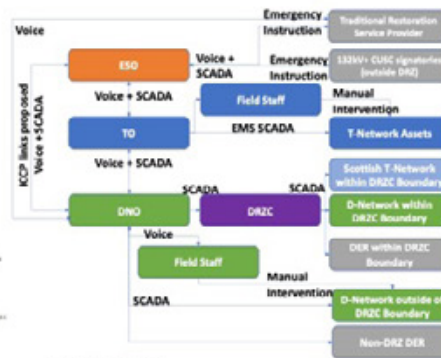 Voice
Emergency
Instruction
Traditional Restoration
Service Provider
ESO
Voice +
SCADA
Emergency
Instruction
132kV+ CUSC signatories
(outside DRZ)
ICCP links proposed
Voice +SCADA
Voice + SCADA
Field Staff
Manual
Intervention
TO
EMS SCADA
T-Network Assets
Voice + SCADA
Scottish T-Network
within DRZC Boundary
SCADA
SCADA
DNO
DRZC
D-Network within
DRZC Boundary
Voice
Field Staff
DER within DRZC
Boundary
Manual
Intervention
SCADA
D-Network outside of
DRZC Boundary
Non-DRZ DER